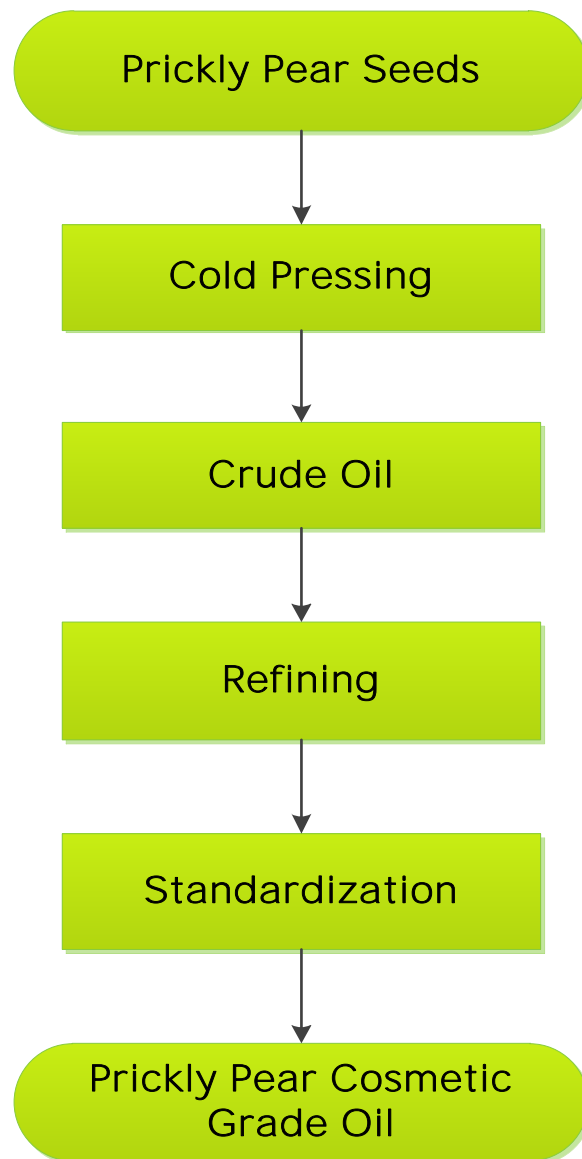 Prickly Pear Seeds
Cold Pressing
Crude Oil
Refining
Standardization
Prickly Pear Cosmetic
Grade Oil